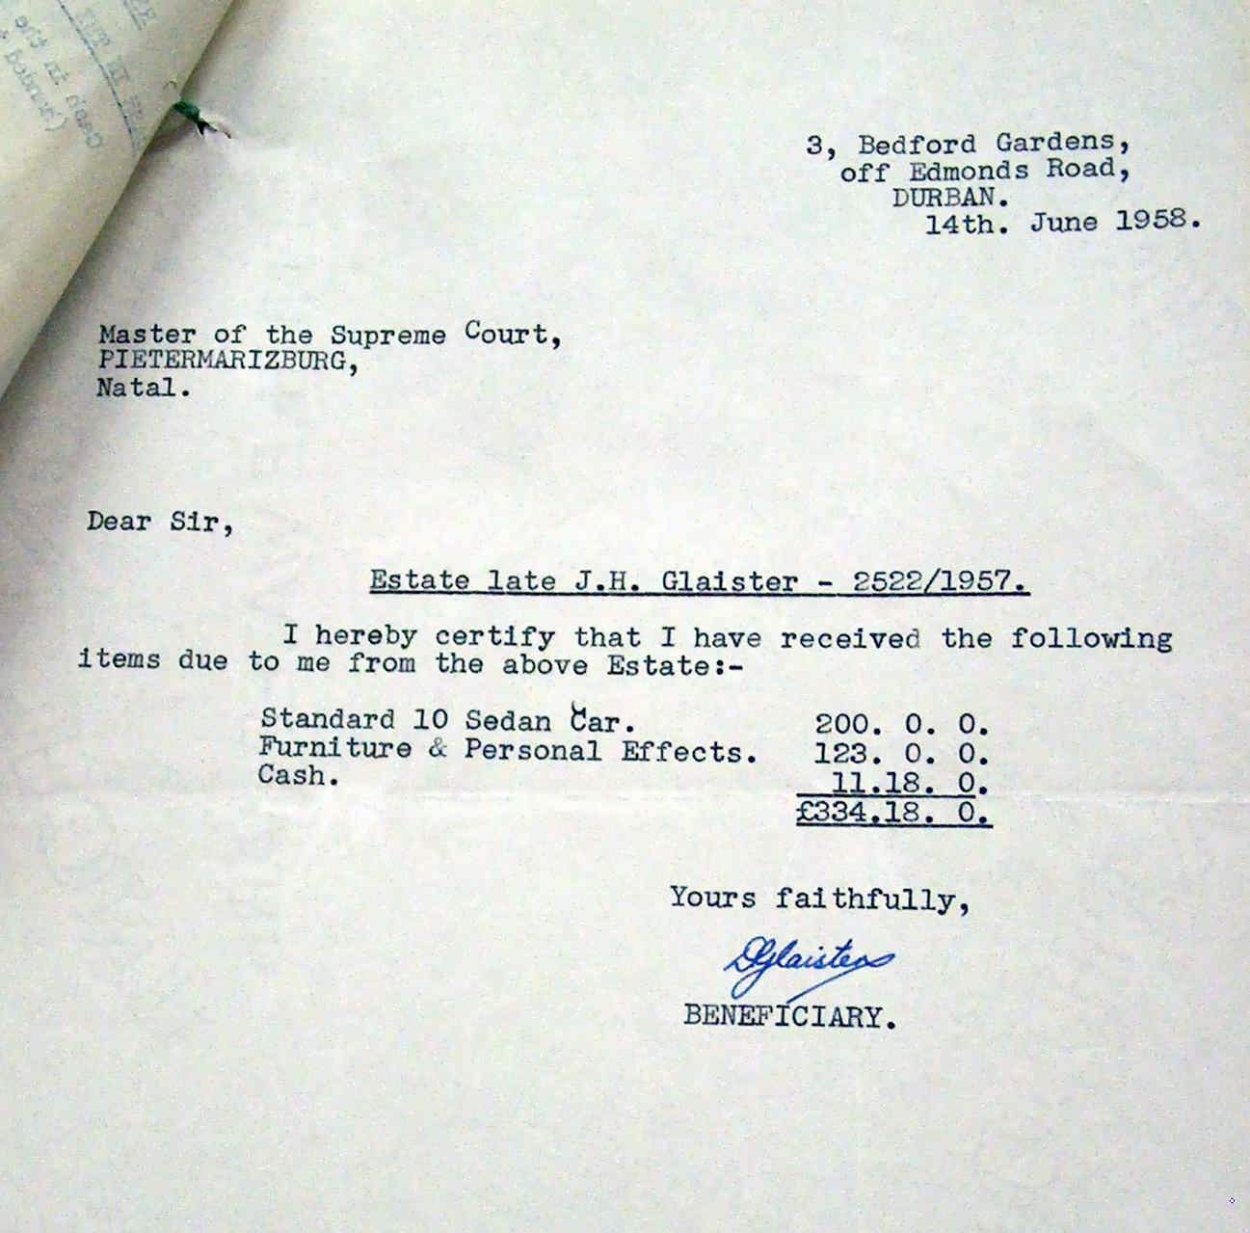 3, Bedford Gardens,
off Edmonds Road,
DURBAN.
14th. June 1958.
Master of the Supreme Court,
PIETERMARIZBURG,
Natal.
Dear Sir,
Estate late J.H. Glaister - 2522/1957.
I hereby certify that I have received the following
items due to me from the above Estate:-
Standard 10 Sedan Car. 200. 0. 0.
Furniture & Personal Effects. 123. 0. 0.
Cash. 11.18. 0.
£334.18. 0.
Yours faithfully,
DGlaister
BENEFICIARY.